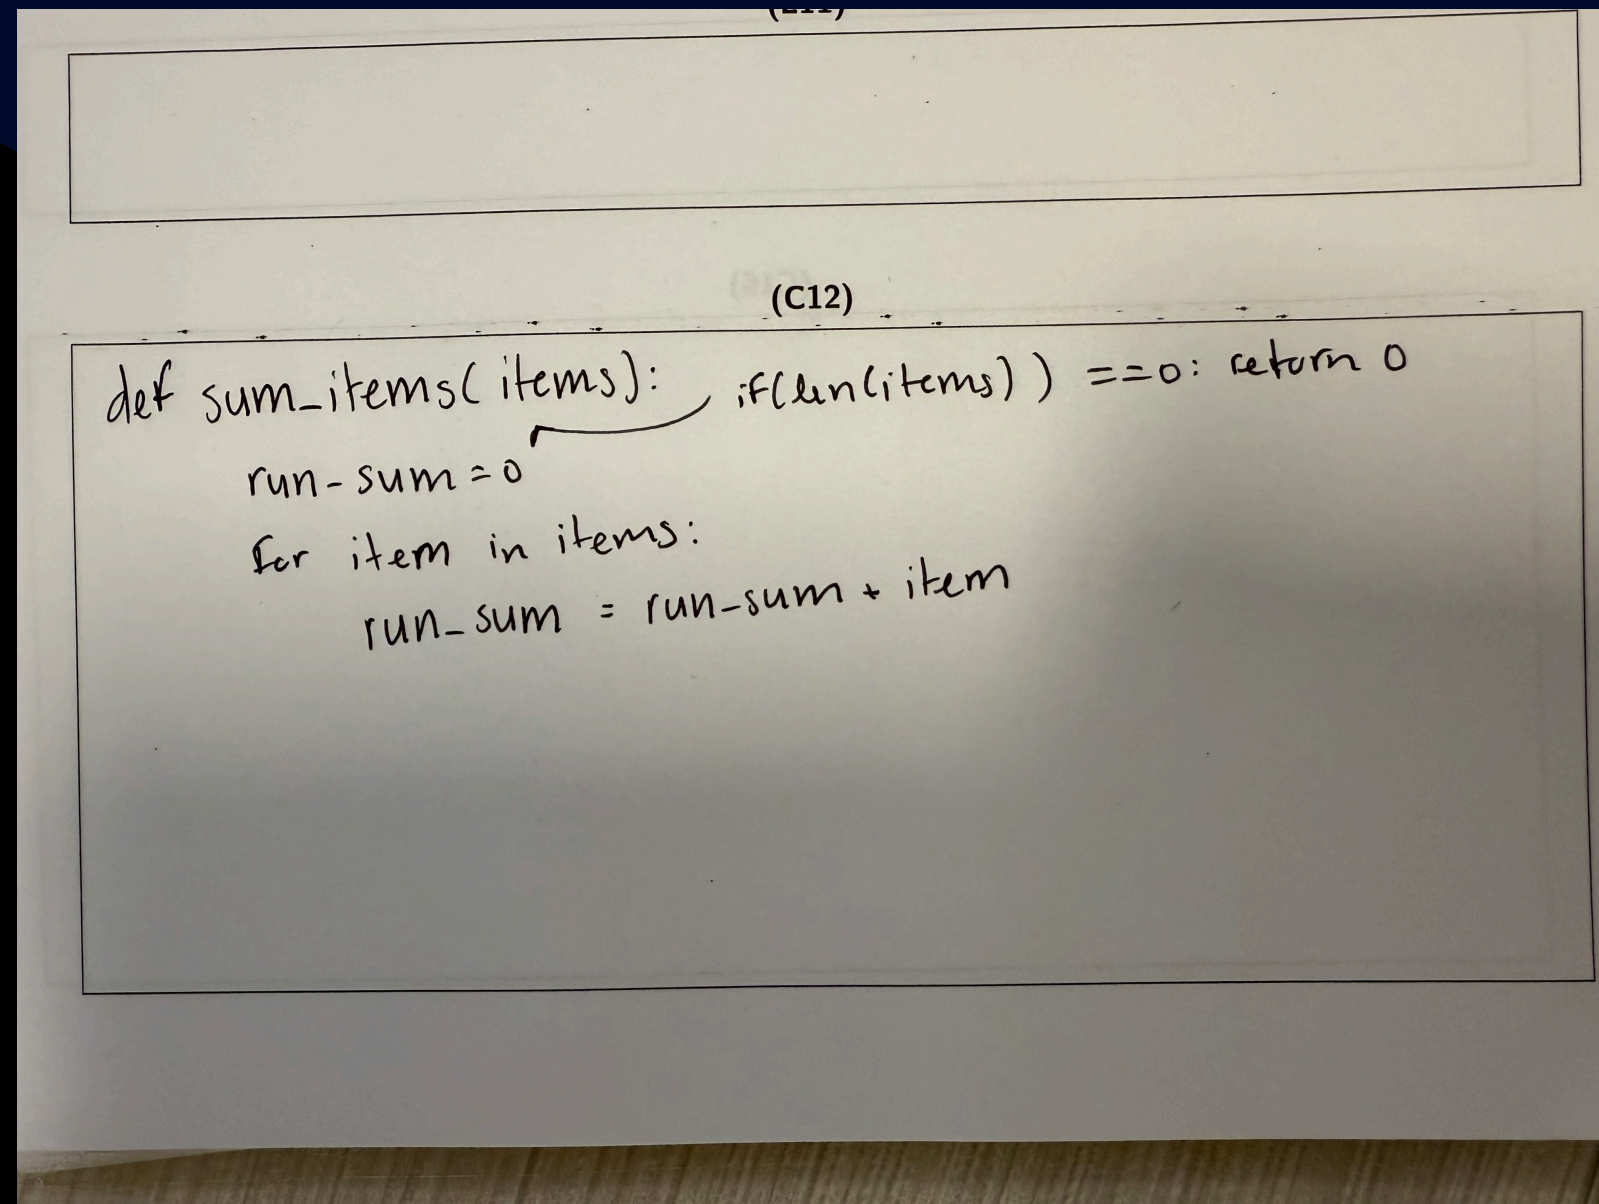 (C12)
def sum_items(items): if(len(items)) ==0: return 0
run-sum=0
for item in items:
run_sum = run-sum + item